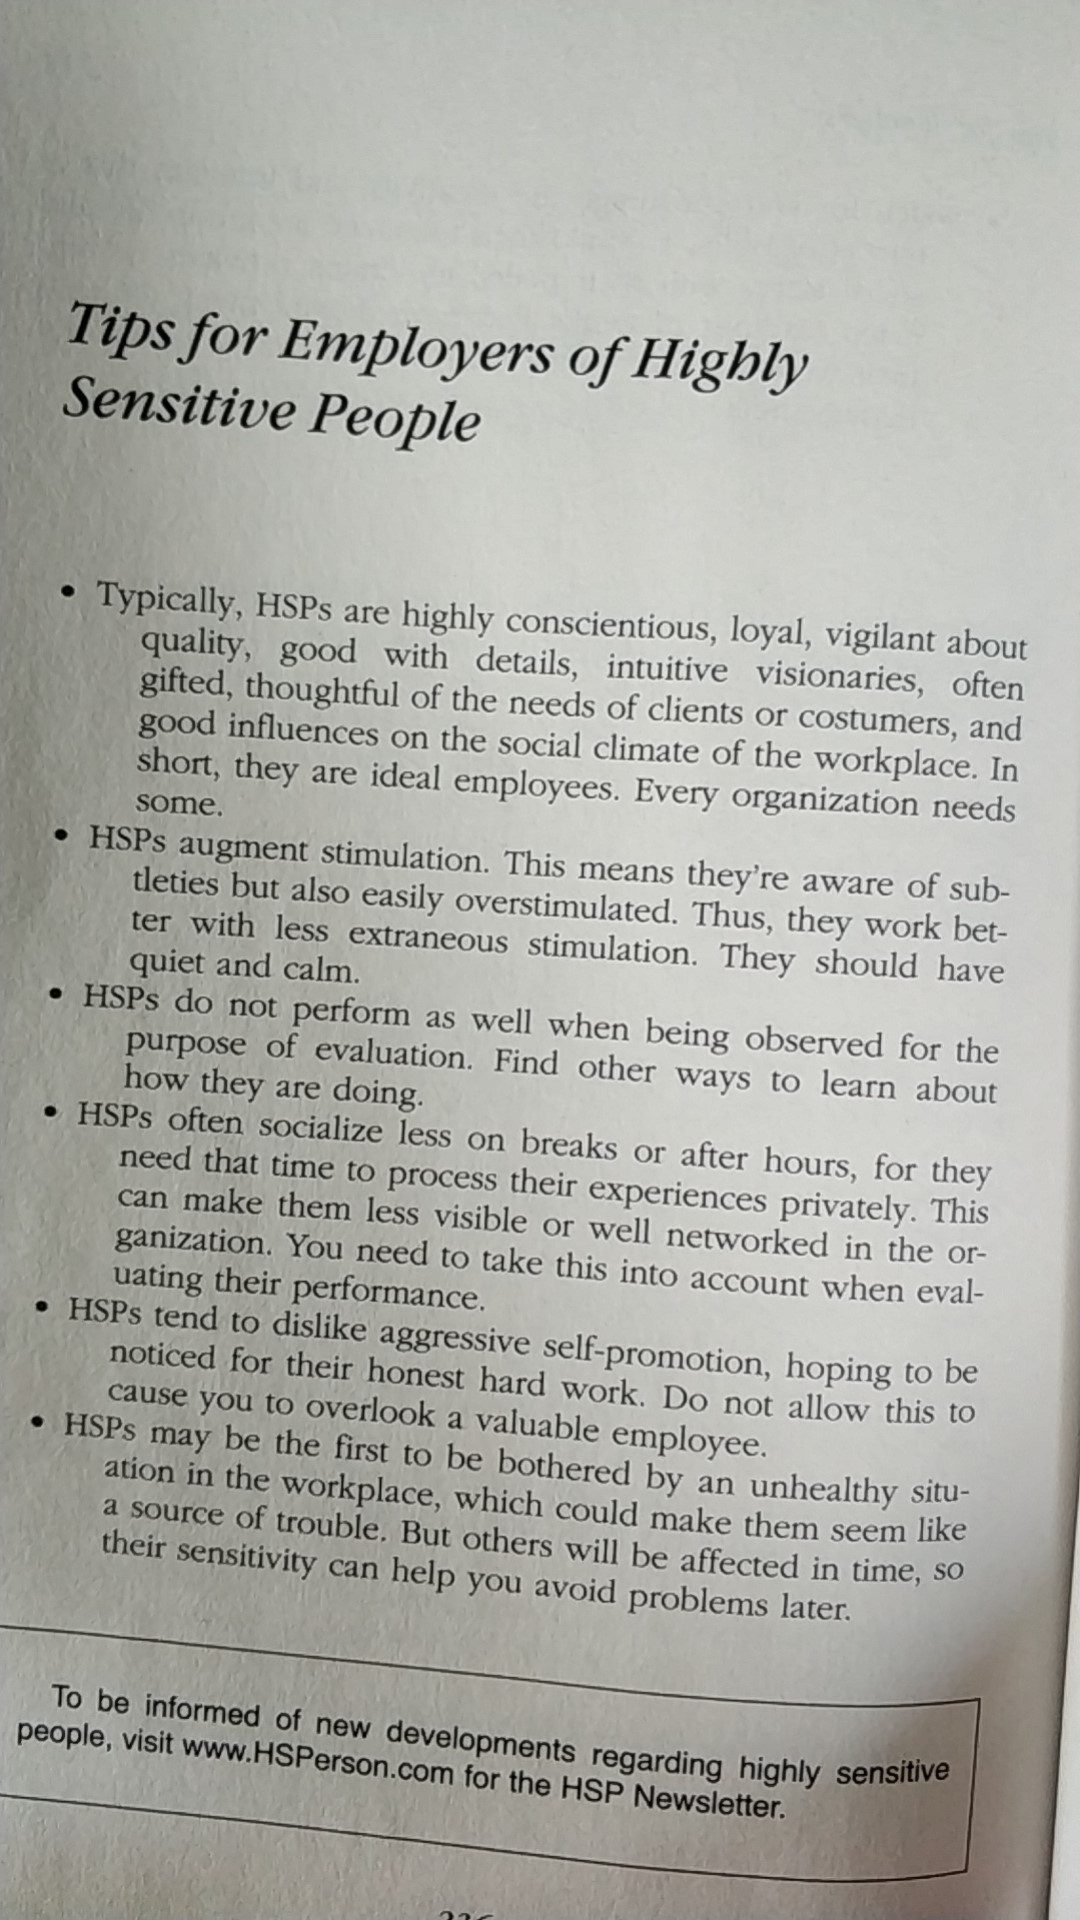 Tips for Employers of Highly
Sensitive People
• Typically, HSPs are highly conscientious, loyal, vigilant about
quality, good with details, intuitive visionaries, often
gifted, thoughtful of the needs of clients or costumers, and
good influences on the social climate of the workplace. In
short, they are ideal employees. Every organization needs
some.
• HSPs augment stimulation. This means they're aware of sub-
tleties but also easily overstimulated. Thus, they work bet-
ter with less extraneous stimulation. They should have
quiet and calm.
• HSPs do not perform as well when being observed for the
purpose of evaluation. Find other ways to learn about
how they are doing.
• HSPs often socialize less on breaks or after hours, for they
need that time to process their experiences privately. This
can make them less visible or well networked in the or-
ganization. You need to take this into account when eval-
uating their performance.
• HSPs tend to dislike aggressive self-promotion, hoping to be
noticed for their honest hard work. Do not allow this to
cause you to overlook a valuable employee.
• HSPs may be the first to be bothered by an unhealthy situ-
ation in the workplace, which could make them seem like
a source of trouble. But others will be affected in time, so
their sensitivity can help you avoid problems later.
To be informed of new developments regarding highly sensitive
people, visit www.HSPerson.com for the HSP Newsletter.